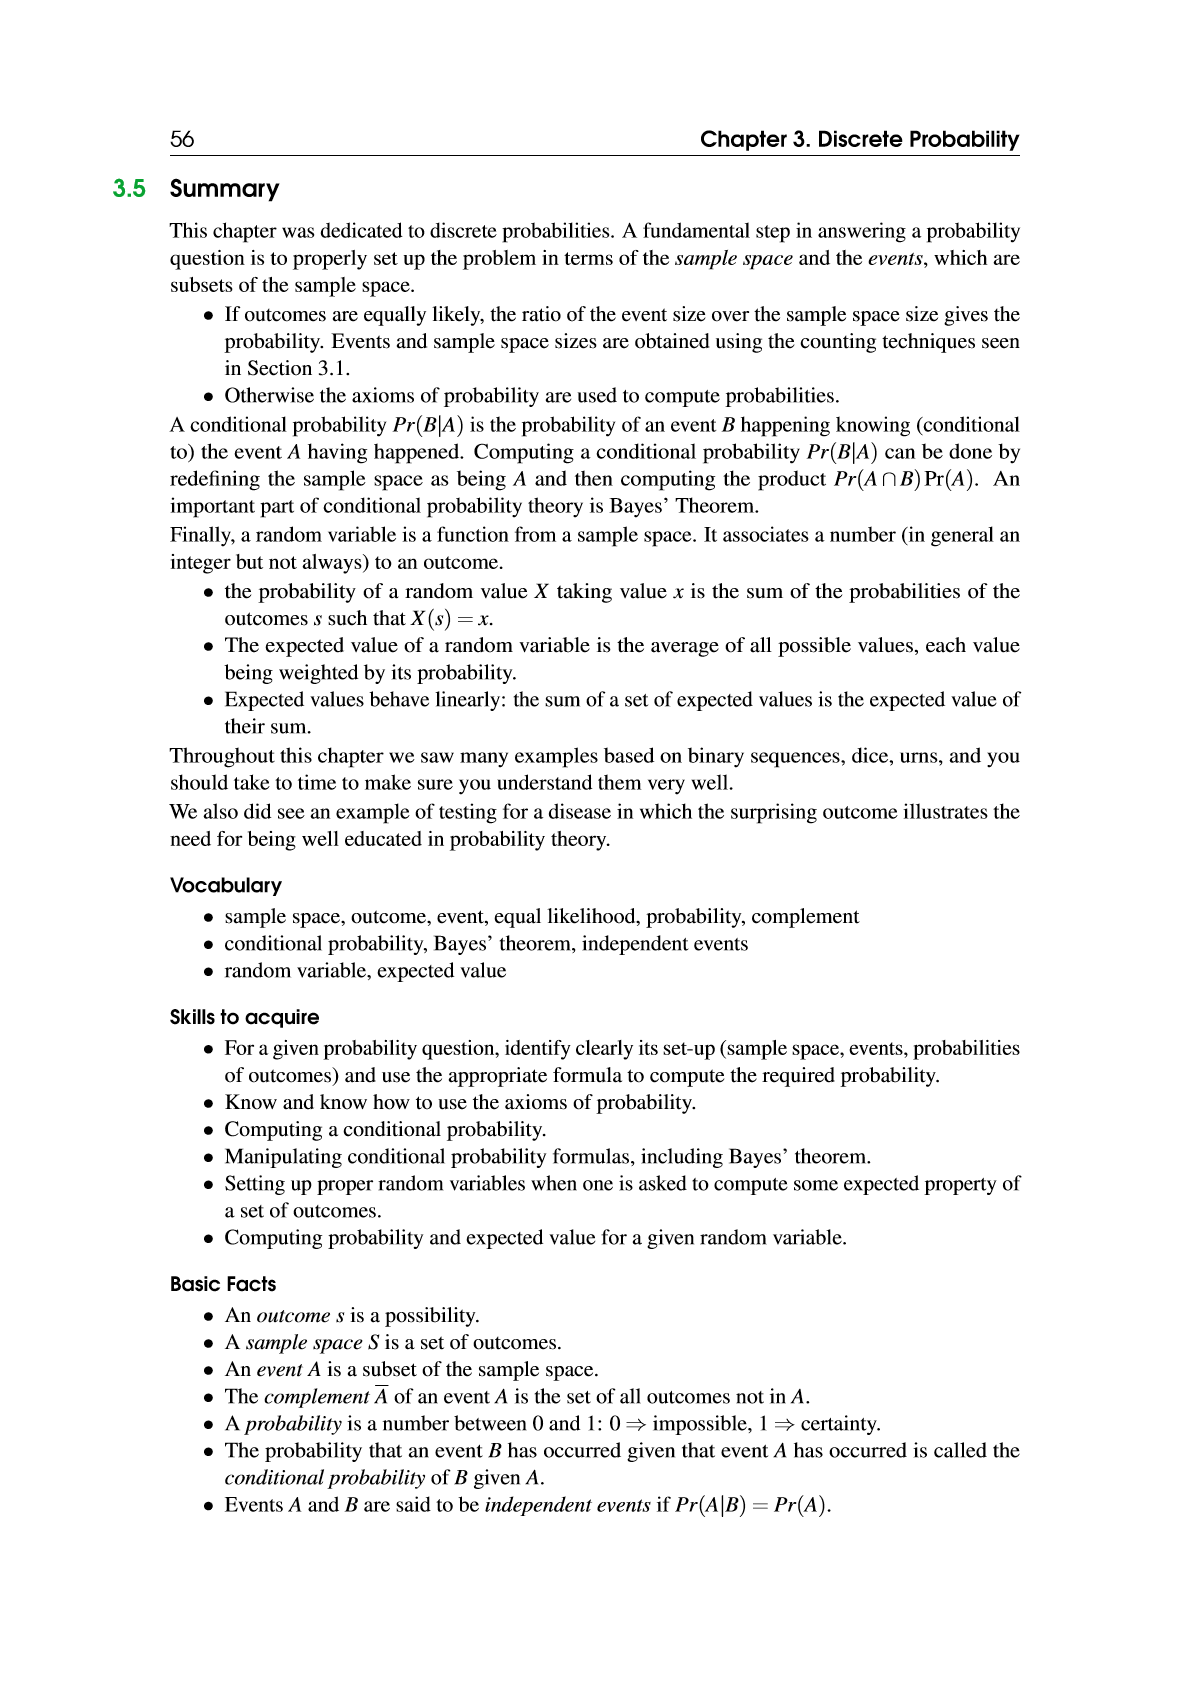 56
Chapter 3. Discrete Probability
3.5 Summary
This chapter was dedicated to discrete probabilities. A fundamental step in answering a probability
question is to properly set up the problem in terms of the sample space and the events, which are
subsets of the sample space.
• If outcomes are equally likely, the ratio of the event size over the sample space size gives the
probability. Events and sample space sizes are obtained using the counting techniques seen
in Section 3.1.
• Otherwise the axioms of probability are used to compute probabilities.
A conditional probability Pr(B|A) is the probability of an event B happening knowing (conditional
to) the event A having happened. Computing a conditional probability Pr(B|A) can be done by
redefining the sample space as being A and then computing the product Pr(A∩B)Pr(A). An
important part of conditional probability theory is Bayes' Theorem.
Finally, a random variable is a function from a sample space. It associates a number (in general an
integer but not always) to an outcome.
• the probability of a random value X taking value x is the sum of the probabilities of the
outcomes s such that X(s) = x.
• The expected value of a random variable is the average of all possible values, each value
being weighted by its probability.
• Expected values behave linearly: the sum of a set of expected values is the expected value of
their sum.
Throughout this chapter we saw many examples based on binary sequences, dice, urns, and you
should take to time to make sure you understand them very well.
We also did see an example of testing for a disease in which the surprising outcome illustrates the
need for being well educated in probability theory.
Vocabulary
• sample space, outcome, event, equal likelihood, probability, complement
• conditional probability, Bayes' theorem, independent events
• random variable, expected value
Skills to acquire
• For a given probability question, identify clearly its set-up (sample space, events, probabilities
of outcomes) and use the appropriate formula to compute the required probability.
• Know and know how to use the axioms of probability.
• Computing a conditional probability.
• Manipulating conditional probability formulas, including Bayes' theorem.
• Setting up proper random variables when one is asked to compute some expected property of
a set of outcomes.
• Computing probability and expected value for a given random variable.
Basic Facts
• An outcome s is a possibility.
• A sample space S is a set of outcomes.
• An event A is a subset of the sample space.
• The complement A̅ of an event A is the set of all outcomes not in A.
• A probability is a number between 0 and 1: 0 ⇒ impossible, 1 ⇒ certainty.
• The probability that an event B has occurred given that event A has occurred is called the
conditional probability of B given A.
• Events A and B are said to be independent events if Pr(A|B) = Pr(A).